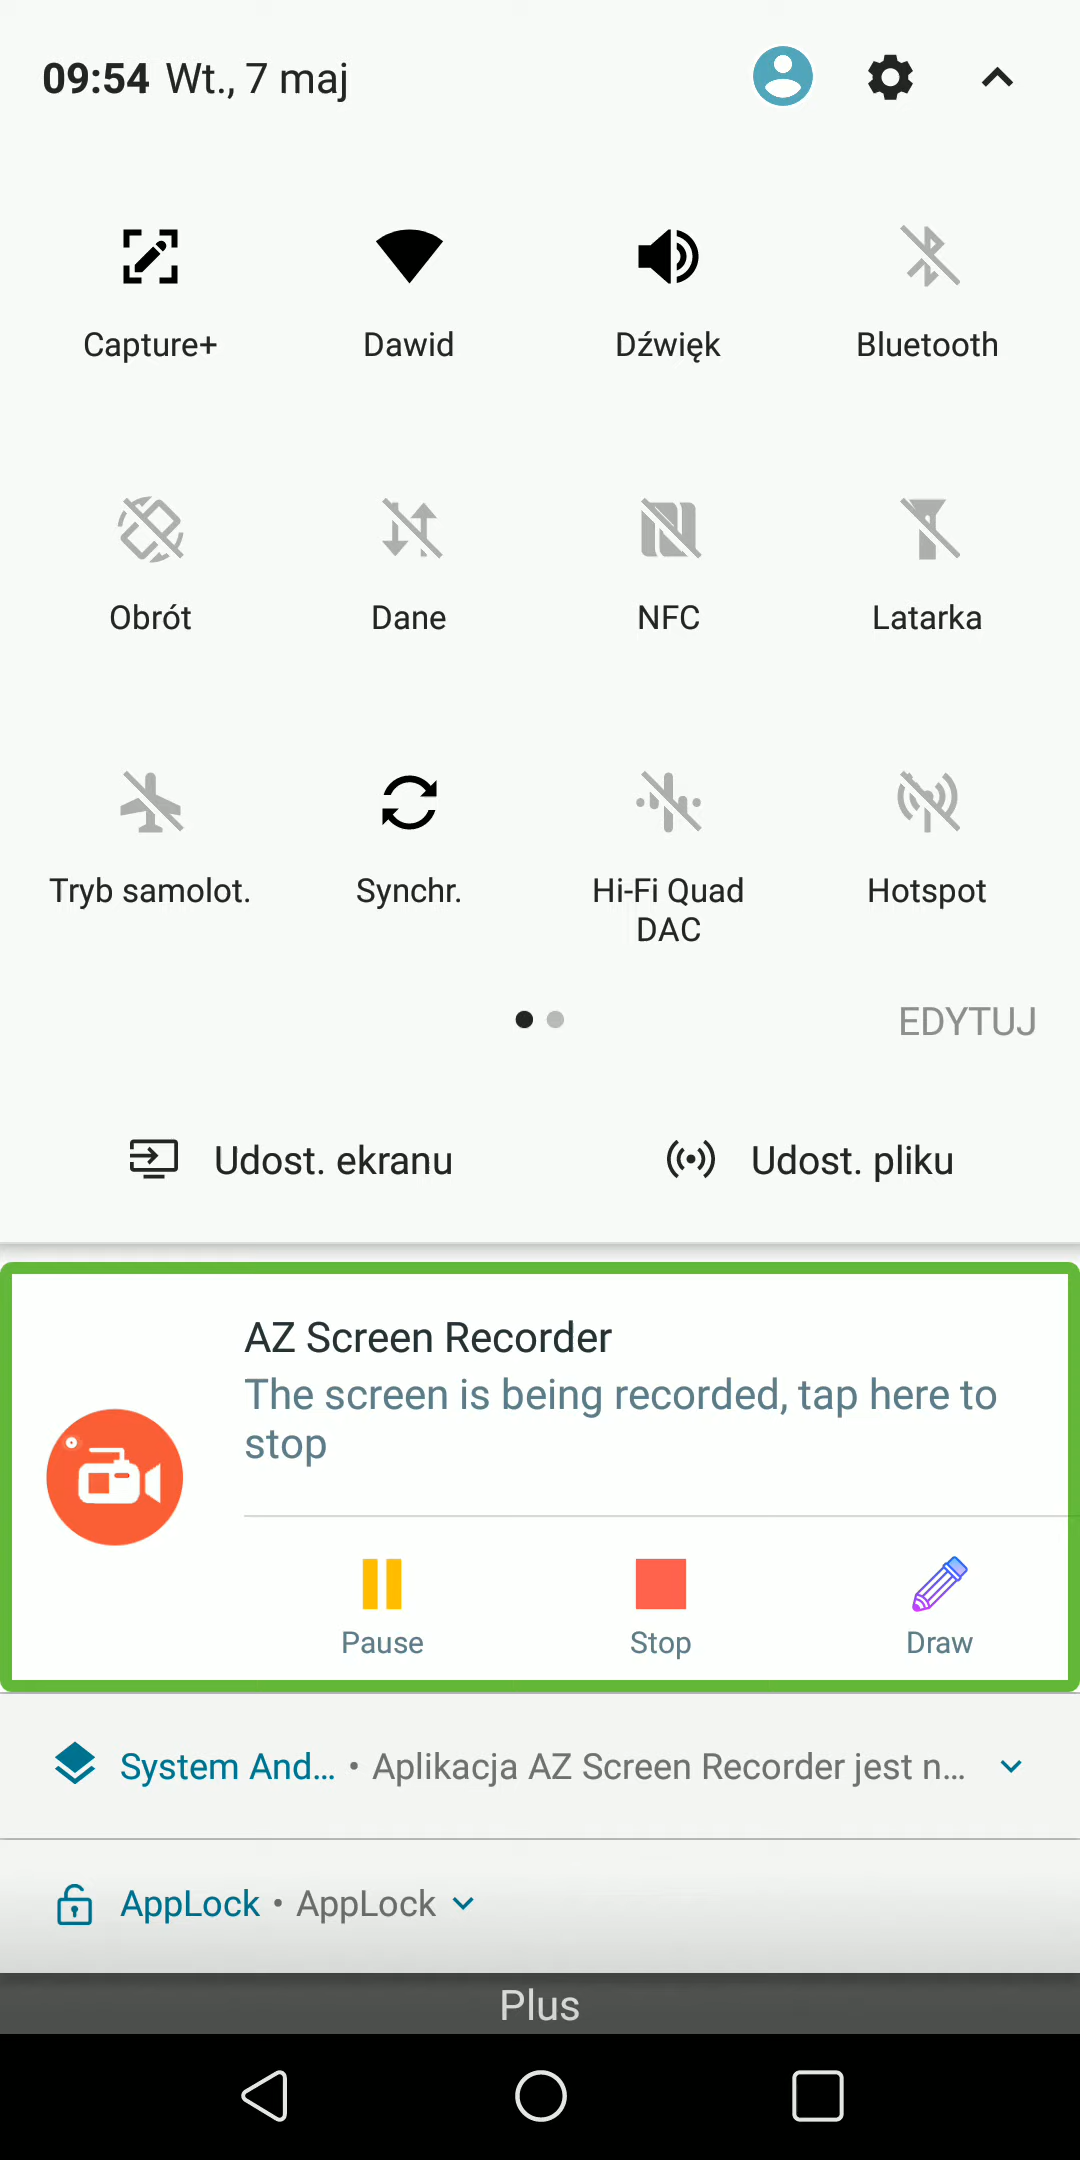 09:54 Wt., 7 maj
Capture+
Dawid
Dźwięk
Bluetooth
Obrót
Dane
NFC
Latarka
Tryb samolot.
Synchr.
Hi-Fi Quad
DAC
Hotspot
EDYTUJ
Udost. ekranu
Udost. pliku
AZ Screen Recorder
The screen is being recorded, tap here to
stop
Pause
Stop
Draw
System And... • Aplikacja AZ Screen Recorder jest n...
AppLock • AppLock
Plus